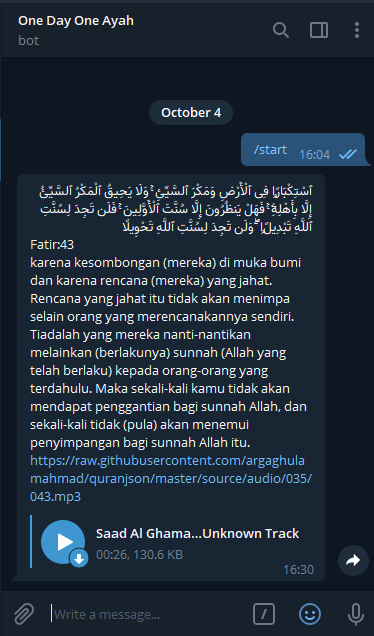 One Day One Ayah
bot
October 4
/start
16:04
ٱسْتِكْبَارًۭا فِى ٱلْأَرْضِ وَمَكْرَ ٱلسَّيِّئِ ۚ وَلَا يَحِيقُ ٱلْمَكْرُ ٱلسَّيِّئُ
إِلَّا بِأَهْلِهِۦ ۚ فَهَلْ يَنظُرُونَ إِلَّا سُنَّتَ ٱلْأَوَّلِينَ ۚ فَلَن تَجِدَ لِسُنَّتِ
ٱللَّهِ تَبْدِيلًۭا ۖ وَلَن تَجِدَ لِسُنَّتِ ٱللَّهِ تَحْوِيلًا
Fatir:43
karena kesombongan (mereka) di muka bumi
dan karena rencana (mereka) yang jahat.
Rencana yang jahat itu tidak akan menimpa
selain orang yang merencanakannya sendiri.
Tiadalah yang mereka nanti-nantikan
melainkan (berlakunya) sunnah (Allah yang
telah berlaku) kepada orang-orang yang
terdahulu. Maka sekali-kali kamu tidak akan
mendapat penggantian bagi sunnah Allah, dan
sekali-kali tidak (pula) akan menemui
penyimpangan bagi sunnah Allah itu.
https://raw.githubusercontent.com/argaghula
mahmad/quranjson/master/source/audio/035/
043.mp3
Saad Al Ghama...Unknown Track
00:26, 130.6 KB
16:30
Write a message...